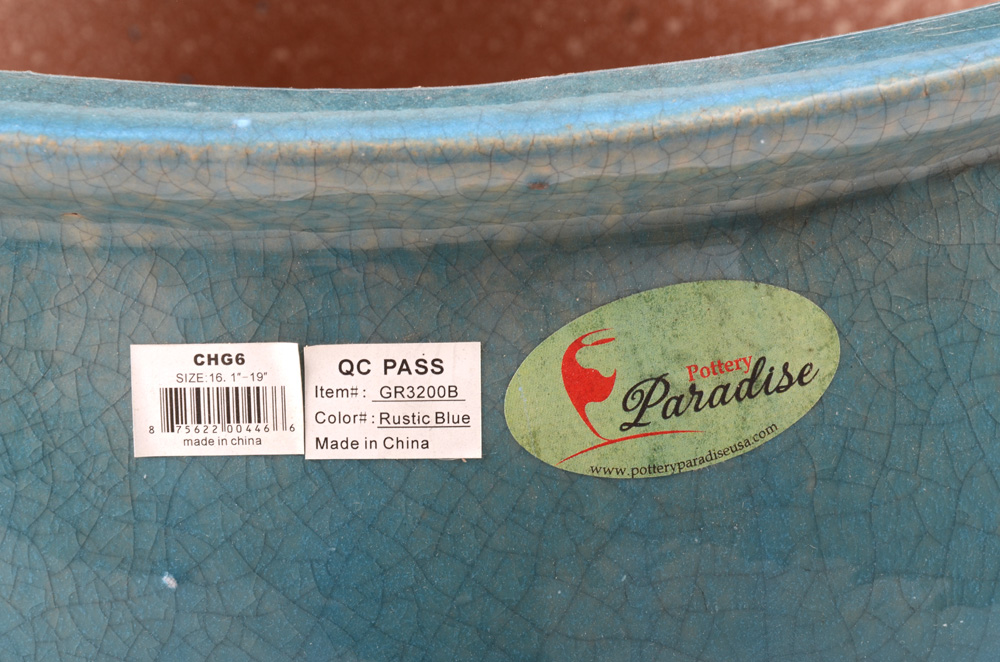 CHG6
SIZE:16. 1"-19"
8 75622 00446 6
made in china
QC PASS
Item#: GR3200B
Color#: Rustic Blue
Made in China
Pottery
Paradise
www.potteryparadiseusa.com